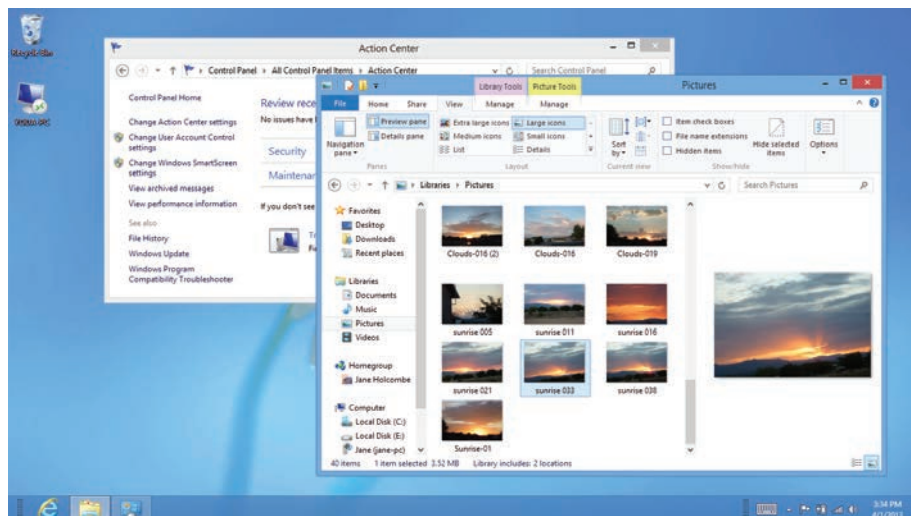 Recycle Bin
Action Center
Control Panel
All Control Panel Items
Action Center
Search Control Panel
Control Panel Home
Change Action Center settings
Change User Account Control
settings
Change Windows SmartScreen
settings
View archived messages
View performance information
See also
File History
Windows Update
Windows Program
Compatibility Troubleshooter
Review rece
No issues have
Security
Maintenan
If you don't see
Library Tools
Picture Tools
Pictures
File
Home
Share
View
Manage
Manage
Navigation
pane
Preview pane
Details pane
Panes
Extra large icons
Large icons
Medium icons
Small icons
List
Details
Layout
Sort
by
Current view
Item check boxes
File name extensions
Hidden items
Hide selected
items
Show/hide
Options
Libraries
Pictures
Search Pictures
Favorites
Desktop
Downloads
Recent places
Libraries
Documents
Music
Pictures
Videos
Homegroup
Jane Holcombe
Computer
Local Disk (C:)
Local Disk (E:)
Jane (jane-pc)
Clouds-016 (2)
Clouds-016
Clouds-019
sunrise 005
sunrise 011
sunrise 016
sunrise 021
sunrise 033
sunrise 038
Sunrise-01
40 items
1 item selected 3.52 MB
Library includes: 2 locations
3:34 PM